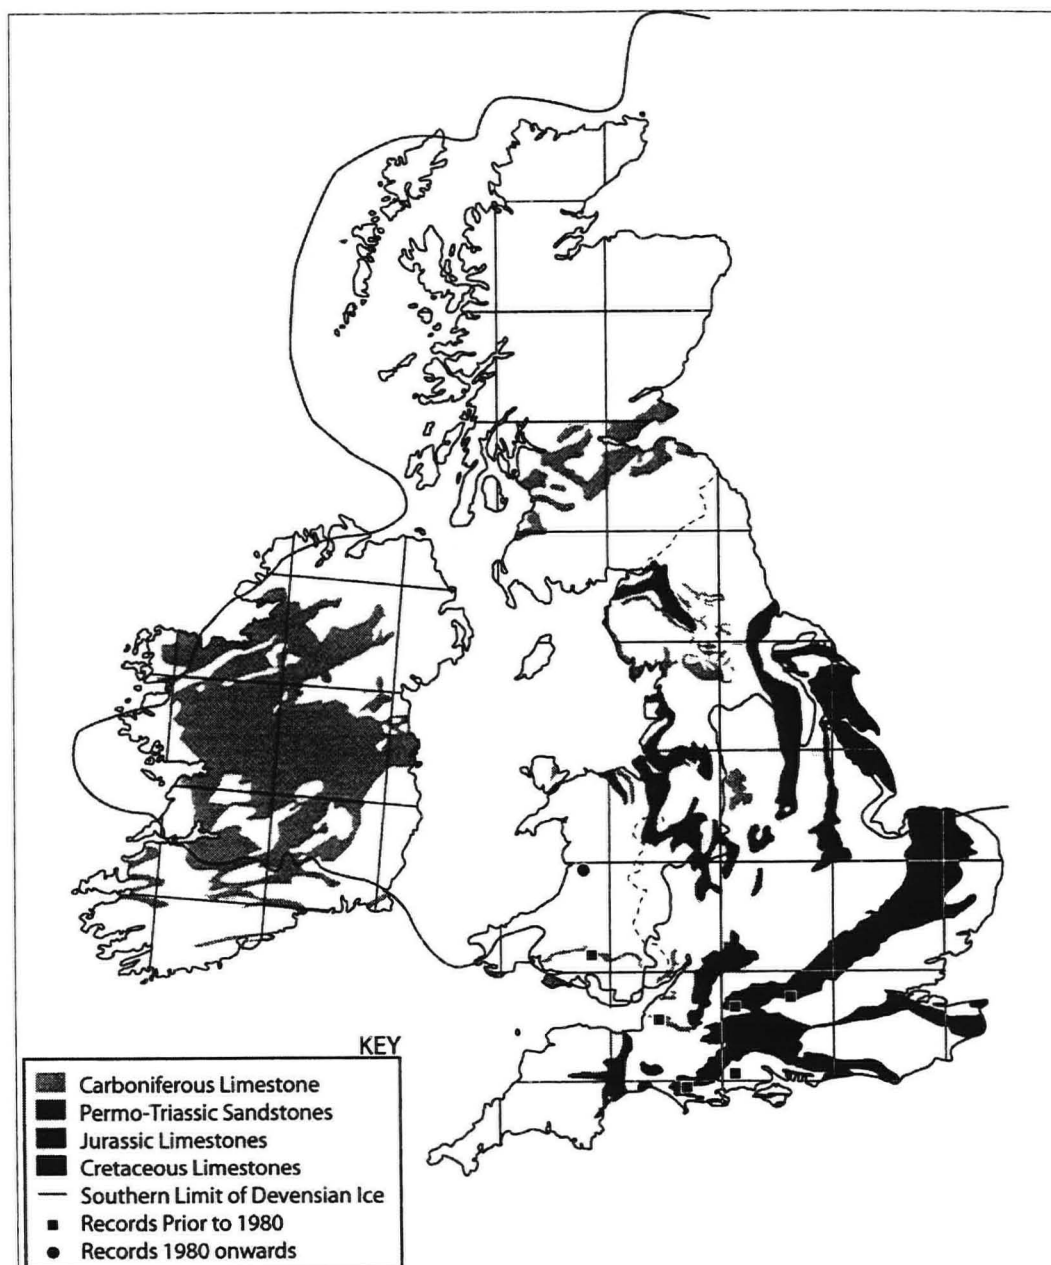 KEY
Carboniferous Limestone
Permo-Triassic Sandstones
Jurassic Limestones
Cretaceous Limestones
Southern Limit of Devensian Ice
Records Prior to 1980
Records 1980 onwards